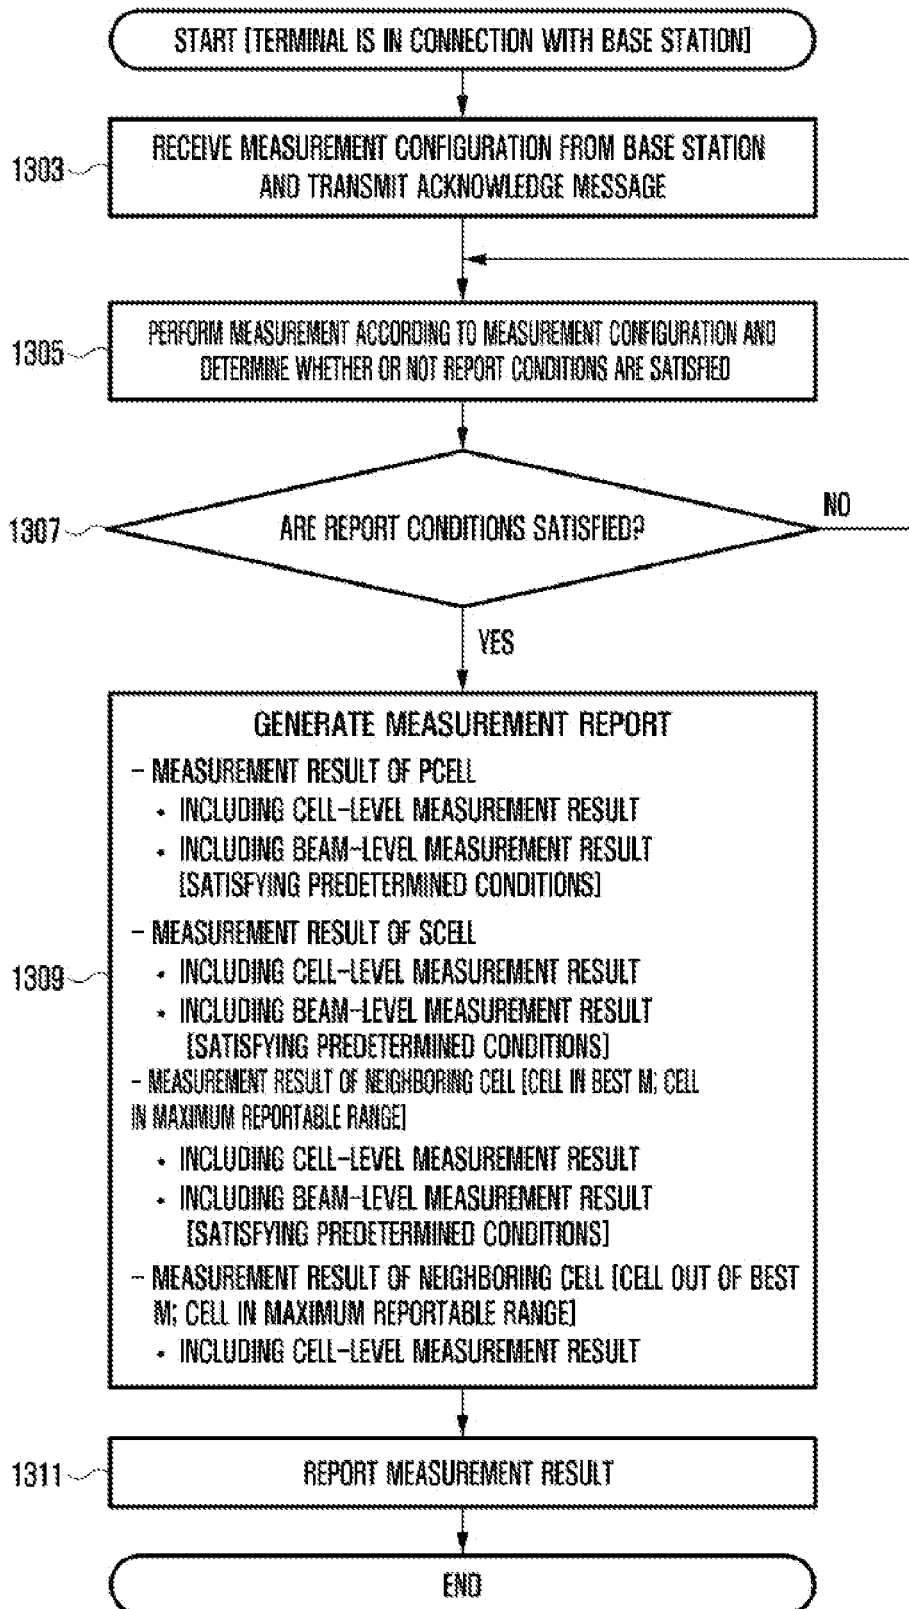 START [TERMINAL IS IN CONNECTION WITH BASE STATION]
1303
RECEIVE MEASUREMENT CONFIGURATION FROM BASE STATION
AND TRANSMIT ACKNOWLEDGE MESSAGE
1305
PERFORM MEASUREMENT ACCORDING TO MEASUREMENT CONFIGURATION AND
DETERMINE WHETHER OR NOT REPORT CONDITIONS ARE SATISFIED
1307
ARE REPORT CONDITIONS SATISFIED?
NO
YES
1309
GENERATE MEASUREMENT REPORT
- MEASUREMENT RESULT OF PCELL
• INCLUDING CELL-LEVEL MEASUREMENT RESULT
• INCLUDING BEAM-LEVEL MEASUREMENT RESULT
[SATISFYING PREDETERMINED CONDITIONS]
- MEASUREMENT RESULT OF SCELL
• INCLUDING CELL-LEVEL MEASUREMENT RESULT
• INCLUDING BEAM-LEVEL MEASUREMENT RESULT
[SATISFYING PREDETERMINED CONDITIONS]
- MEASUREMENT RESULT OF NEIGHBORING CELL [CELL IN BEST M; CELL
IN MAXIMUM REPORTABLE RANGE]
• INCLUDING CELL-LEVEL MEASUREMENT RESULT
• INCLUDING BEAM-LEVEL MEASUREMENT RESULT
[SATISFYING PREDETERMINED CONDITIONS]
- MEASUREMENT RESULT OF NEIGHBORING CELL [CELL OUT OF BEST
M; CELL IN MAXIMUM REPORTABLE RANGE]
• INCLUDING CELL-LEVEL MEASUREMENT RESULT
1311
REPORT MEASUREMENT RESULT
END